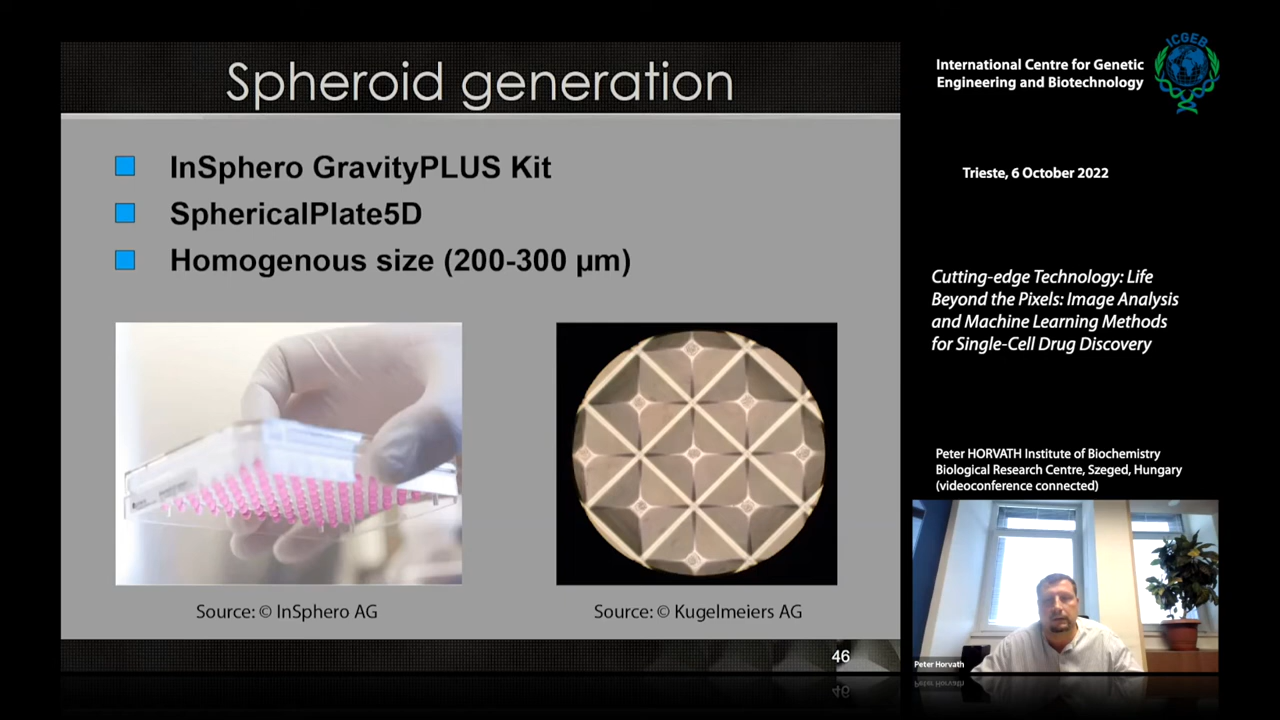 Spheroid generation
InSphero GravityPLUS Kit
SphericalPlate5D
Homogenous size (200-300 µm)
Source: © InSphero AG
Source: © Kugelmeiers AG
46
International Centre for Genetic
Engineering and Biotechnology
ICGEB
Trieste, 6 October 2022
Cutting-edge Technology: Life
Beyond the Pixels: Image Analysis
and Machine Learning Methods
for Single-Cell Drug Discovery
Peter HORVATH Institute of Biochemistry
Biological Research Centre, Szeged, Hungary
(videoconference connected)
Peter Horvath